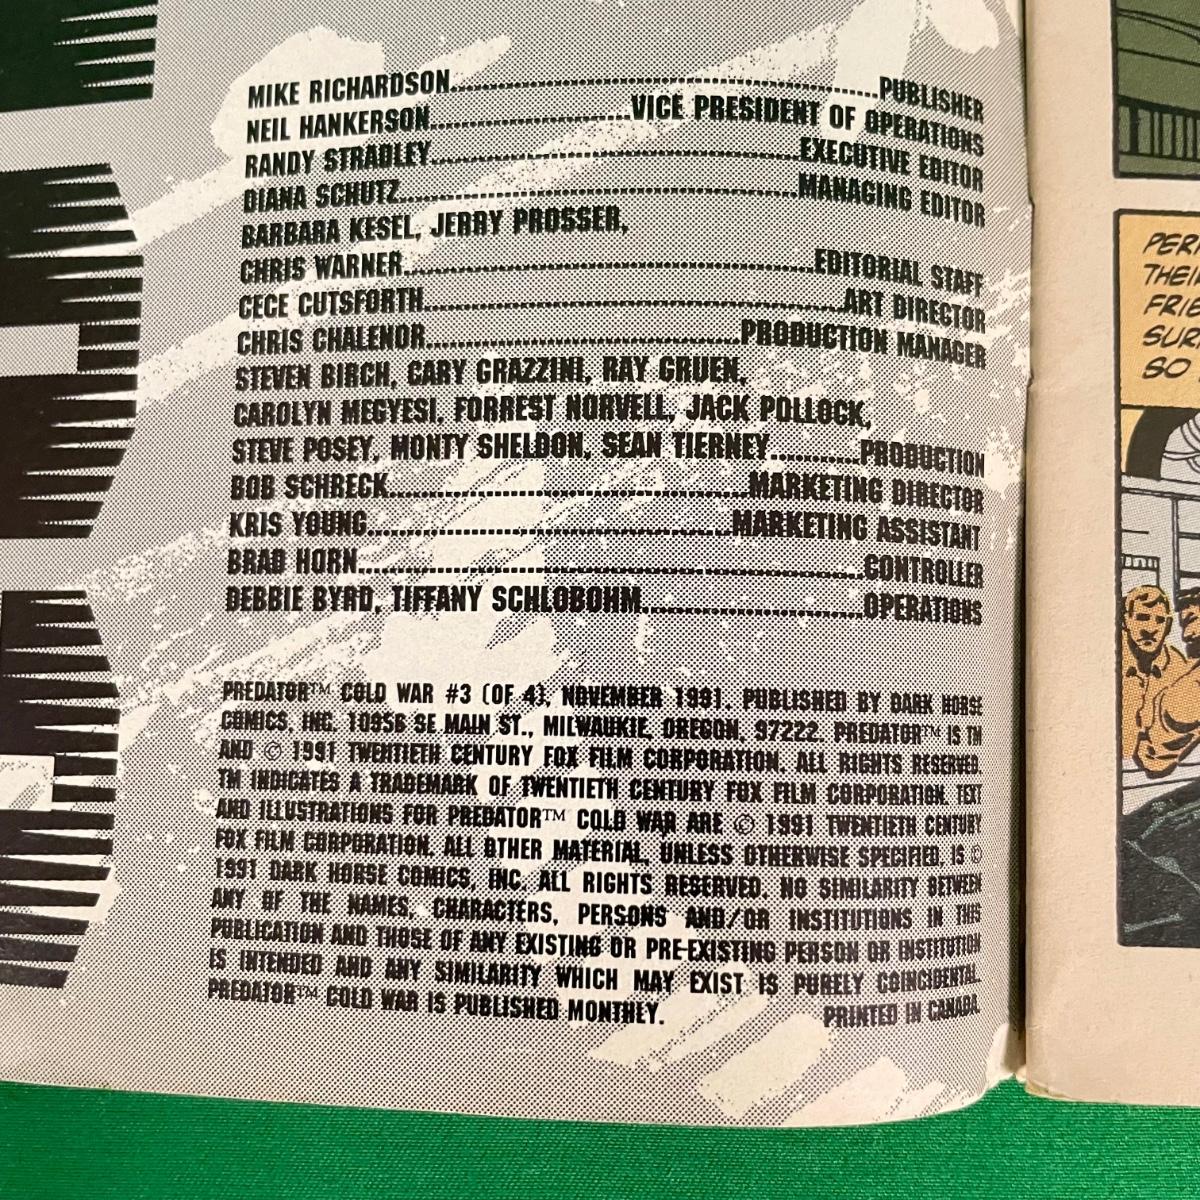 MIKE RICHARDSON..........PUBLISHER
NEIL HANKERSON..........VICE PRESIDENT OF OPERATIONS
RANDY STRADLEY..........EXECUTIVE EDITOR
DIANA SCHUTZ..........MANAGING EDITOR
BARBARA KESEL, JERRY PROSSER,
CHRIS WARNER..........EDITORIAL STAFF
CECE CUTSFORTH..........ART DIRECTOR
CHRIS CHALENOR..........PRODUCTION MANAGER
STEVEN BIRCH, CARY GRAZZINI, RAY GRUEN,
CAROLYN MEGYESI, FORREST NORVELL, JACK POLLOCK,
STEVE POSEY, MONTY SHELDON, SEAN TIERNEY..........PRODUCTION
BOB SCHRECK..........MARKETING DIRECTOR
KRIS YOUNG..........MARKETING ASSISTANT
BRAD HORN..........CONTROLLER
DEBBIE BYRD, TIFFANY SCHLOBOHM..........OPERATIONS
PREDATOR™ COLD WAR #3 (OF 4), NOVEMBER 1991. PUBLISHED BY DARK HORSE
COMICS, INC. 10956 SE MAIN ST., MILWAUKIE, OREGON, 97222. PREDATOR™ IS TM
AND © 1991 TWENTIETH CENTURY FOX FILM CORPORATION. ALL RIGHTS RESERVED.
TM INDICATES A TRADEMARK OF TWENTIETH CENTURY FOX FILM CORPORATION. TEXT
AND ILLUSTRATIONS FOR PREDATOR™ COLD WAR ARE © 1991 TWENTIETH CENTURY
FOX FILM CORPORATION. ALL OTHER MATERIAL, UNLESS OTHERWISE SPECIFIED, IS ©
1991 DARK HORSE COMICS, INC. ALL RIGHTS RESERVED. NO SIMILARITY BETWEEN
ANY OF THE NAMES, CHARACTERS, PERSONS AND/OR INSTITUTIONS IN THIS
PUBLICATION AND THOSE OF ANY EXISTING OR PRE-EXISTING PERSON OR INSTITUTION
IS INTENDED AND ANY SIMILARITY WHICH MAY EXIST IS PURELY COINCIDENTAL.
PREDATOR™ COLD WAR IS PUBLISHED MONTHLY. PRINTED IN CANADA.
SO